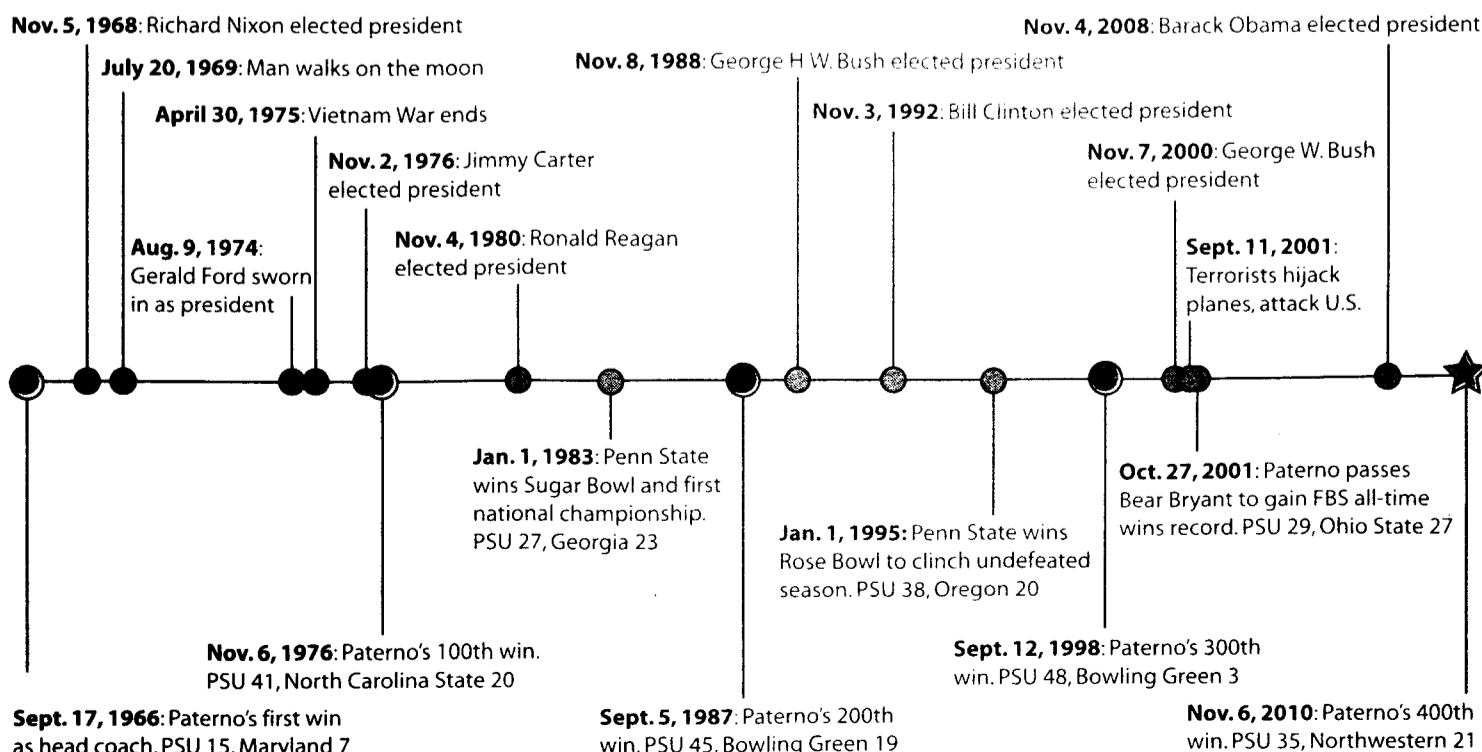 Nov. 5, 1968: Richard Nixon elected president
Nov. 4, 2008: Barack Obama elected president
July 20, 1969: Man walks on the moon
Nov. 8, 1988: George H W. Bush elected president
April 30, 1975: Vietnam War ends
Nov. 3, 1992: Bill Clinton elected president
Nov. 2, 1976: Jimmy Carter
elected president
Nov. 7, 2000: George W. Bush
elected president
Aug. 9, 1974:
Gerald Ford sworn
in as president
Nov. 4, 1980: Ronald Reagan
elected president
Sept. 11, 2001:
Terrorists hijack
planes, attack U.S.
Jan. 1, 1983: Penn State
wins Sugar Bowl and first
national championship.
PSU 27, Georgia 23
Jan. 1, 1995: Penn State wins
Rose Bowl to clinch undefeated
season. PSU 38, Oregon 20
Oct. 27, 2001: Paterno passes
Bear Bryant to gain FBS all-time
wins record. PSU 29, Ohio State 27
Nov. 6, 1976: Paterno's 100th win.
PSU 41, North Carolina State 20
Sept. 12, 1998: Paterno's 300th
win. PSU 48, Bowling Green 3
Sept. 17, 1966: Paterno's first win
as head coach. PSU 15, Maryland 7
Sept. 5, 1987: Paterno's 200th
win. PSU 45, Bowling Green 19
Nov. 6, 2010: Paterno's 400th
win. PSU 35, Northwestern 21